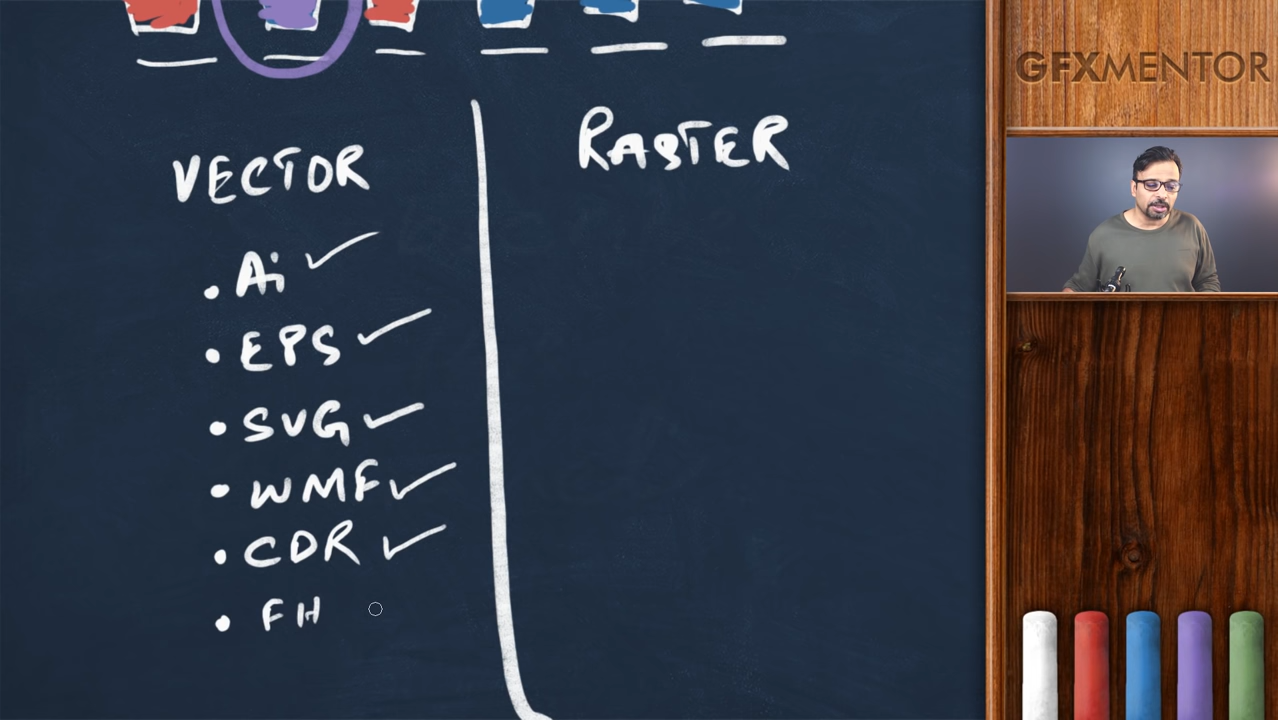 GFXMENTOR
VECTOR
• Ai ✓
• EPS ✓
• SVG ✓
• WMF ✓
• CDR ✓
• FH
RASTER